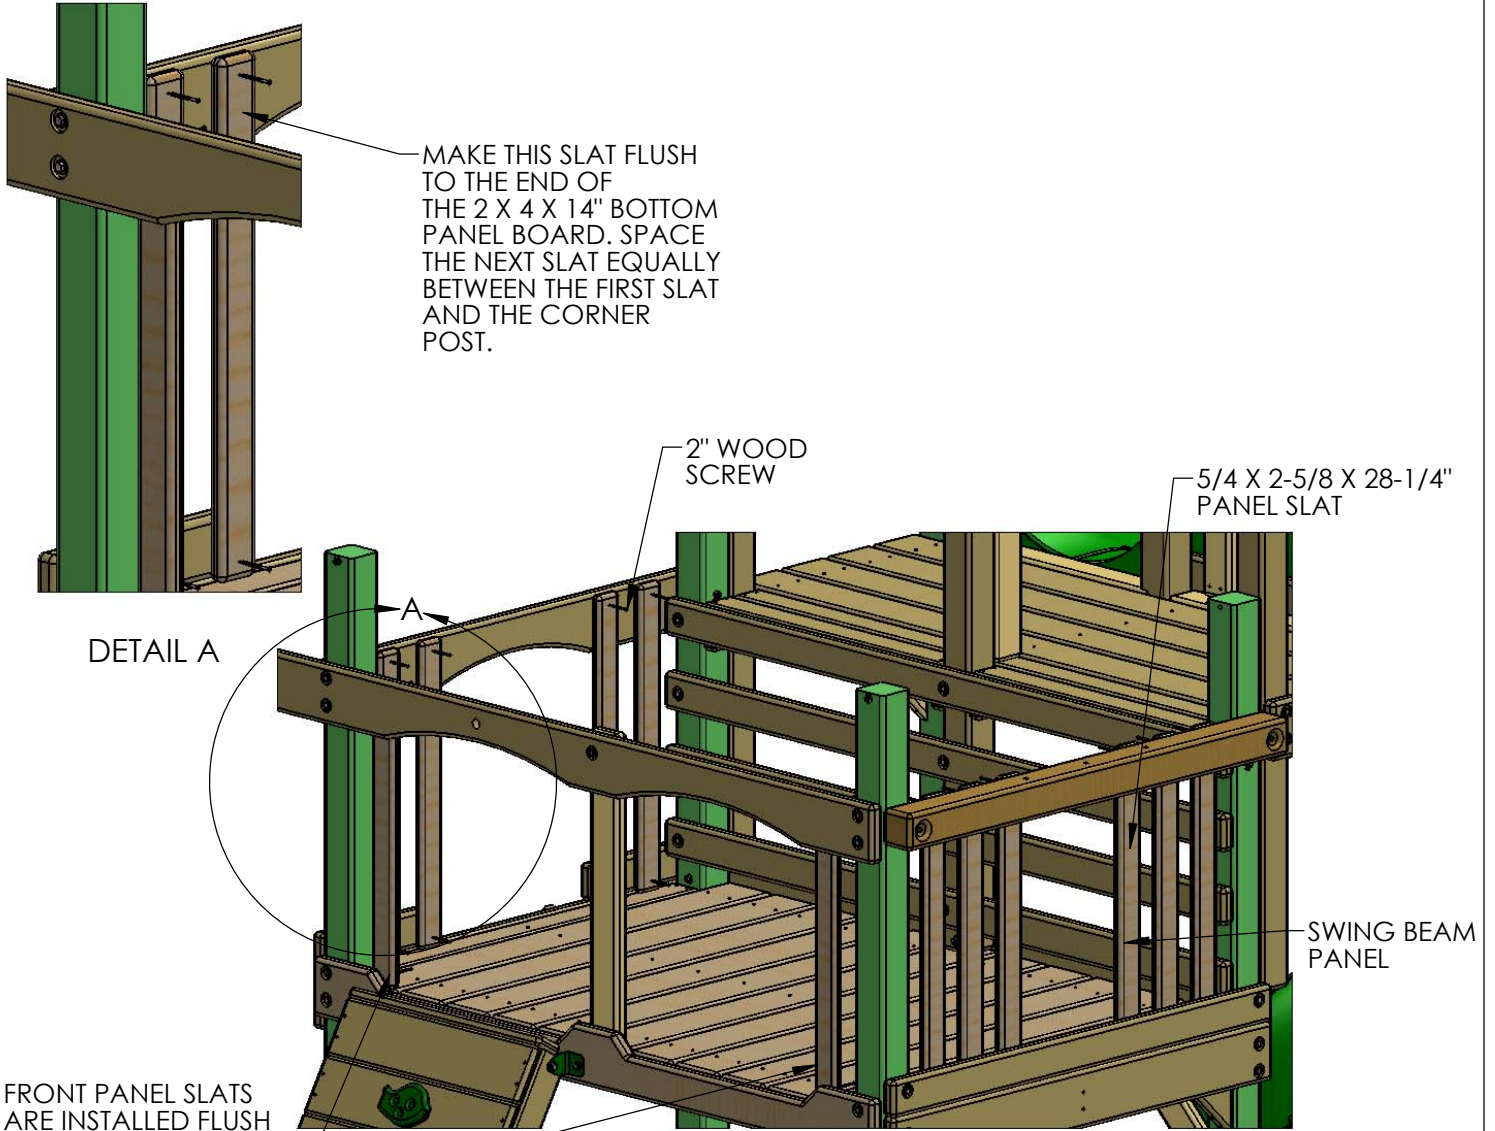 MAKE THIS SLAT FLUSH
TO THE END OF
THE 2 X 4 X 14" BOTTOM
PANEL BOARD. SPACE
THE NEXT SLAT EQUALLY
BETWEEN THE FIRST SLAT
AND THE CORNER
POST.
2" WOOD
SCREW
5/4 X 2-5/8 X 28-1/4"
PANEL SLAT
A
DETAIL A
SWING BEAM
PANEL
FRONT PANEL SLATS
ARE INSTALLED FLUSH